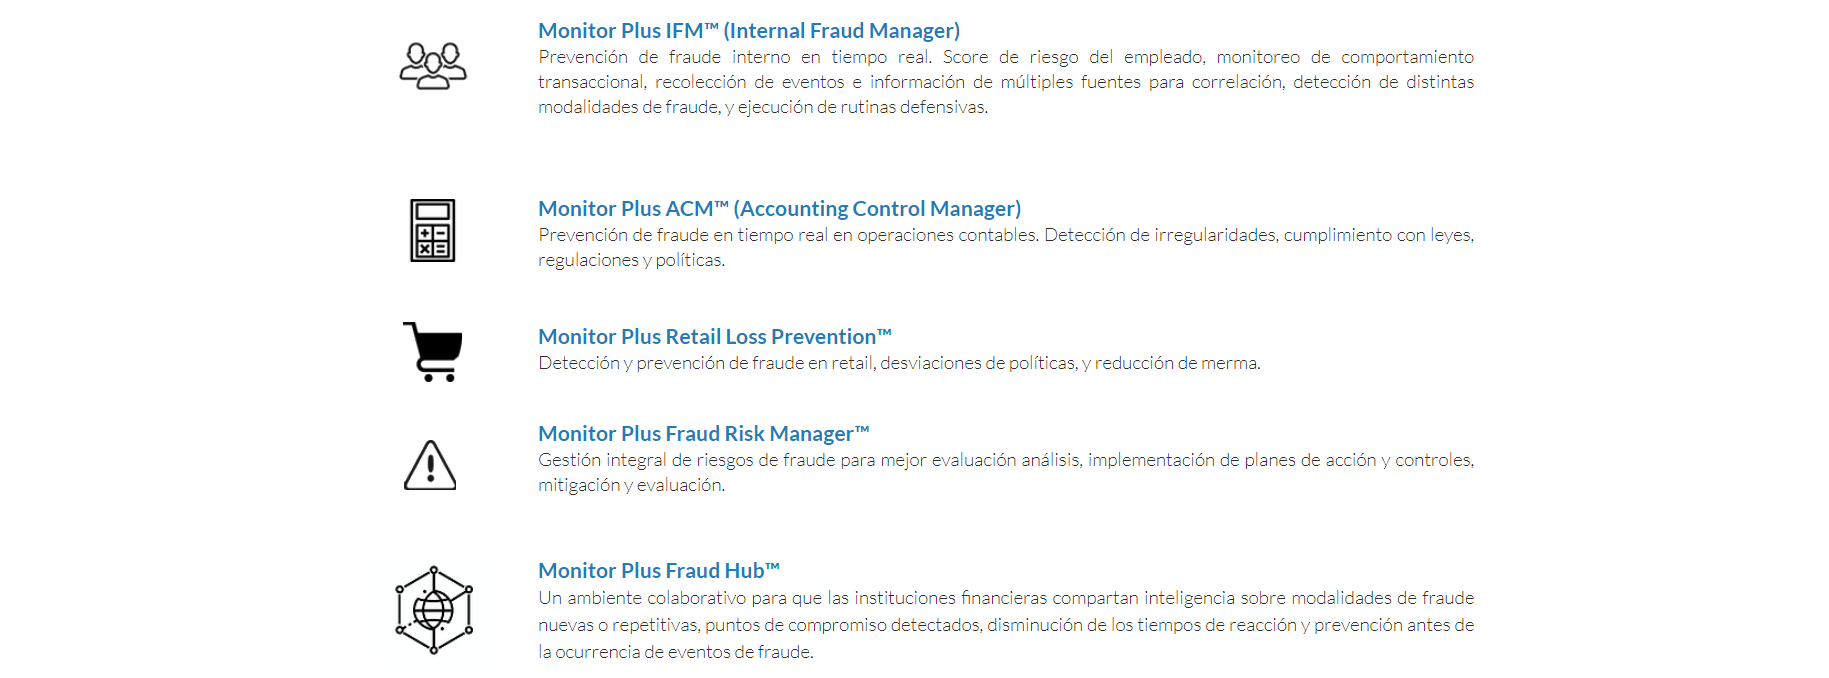 Monitor Plus IFM™ (Internal Fraud Manager)
Prevención de fraude interno en tiempo real. Score de riesgo del empleado, monitoreo de comportamiento
transaccional, recolección de eventos e información de múltiples fuentes para correlación, detección de distintas
modalidades de fraude, y ejecución de rutinas defensivas.
Monitor Plus ACM™ (Accounting Control Manager)
Prevención de fraude en tiempo real en operaciones contables. Detección de irregularidades, cumplimiento con leyes,
regulaciones y políticas.
Monitor Plus Retail Loss Prevention™
Detección y prevención de fraude en retail, desviaciones de políticas, y reducción de merma.
Monitor Plus Fraud Risk Manager™
Gestión integral de riesgos de fraude para mejor evaluación análisis, implementación de planes de acción y controles,
mitigación y evaluación.
Monitor Plus Fraud Hub™
Un ambiente colaborativo para que las instituciones financieras compartan inteligencia sobre modalidades de fraude
nuevas o repetitivas, puntos de compromiso detectados, disminución de los tiempos de reacción y prevención antes de
la ocurrencia de eventos de fraude.